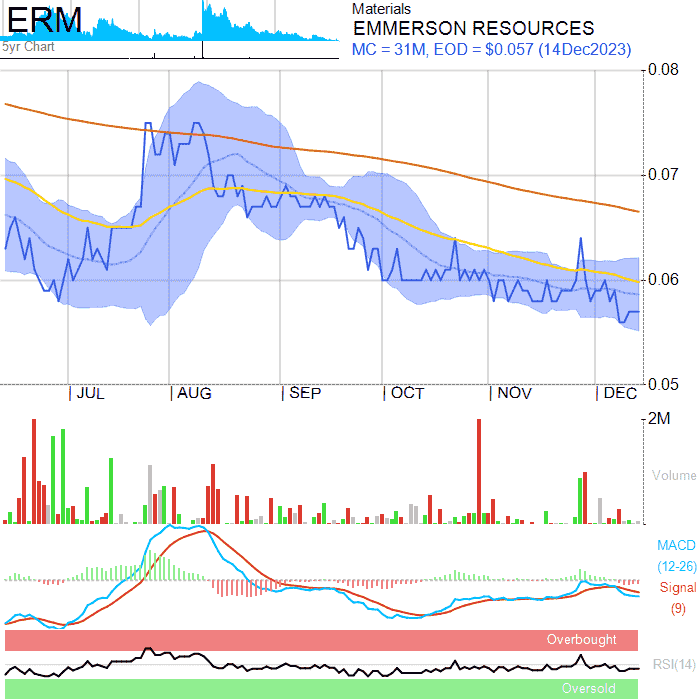 ERM
5yr Chart
Materials
EMMERSON RESOURCES
MC = 31M, EOD = $0.057 (14Dec2023)
0.08
0.07
0.06
0.05
JUL AUG SEP OCT NOV DEC
2M
Volume
MACD
(12-26)
Signal
(9)
Overbought
RSI(14)
Oversold